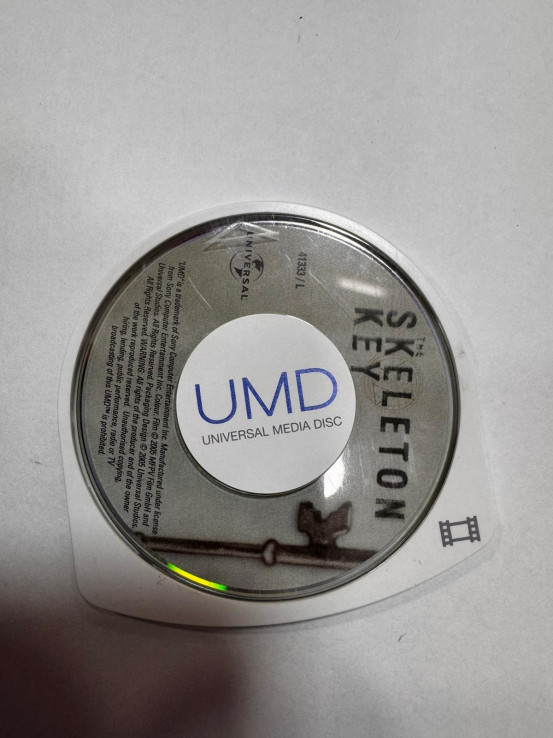 THE
SKELETON
KEY
41333 / L
UNIVERSAL
UMD
UNIVERSAL MEDIA DISC
"UMD" is a trademark of Sony Computer Entertainment Inc. Manufactured under license
from Sony Computer Entertainment Inc. Colour. Film © 2005 MFPV Film GmbH and
Universal Studios. All Rights Reserved. Packaging Design © 2005 Universal Studios.
All Rights Reserved. WARNING: All rights of the producer and of the owner
of the work reproduced reserved. Unauthorised copying,
hiring, lending, public performance, radio or TV
broadcasting of this UMD™ is prohibited.